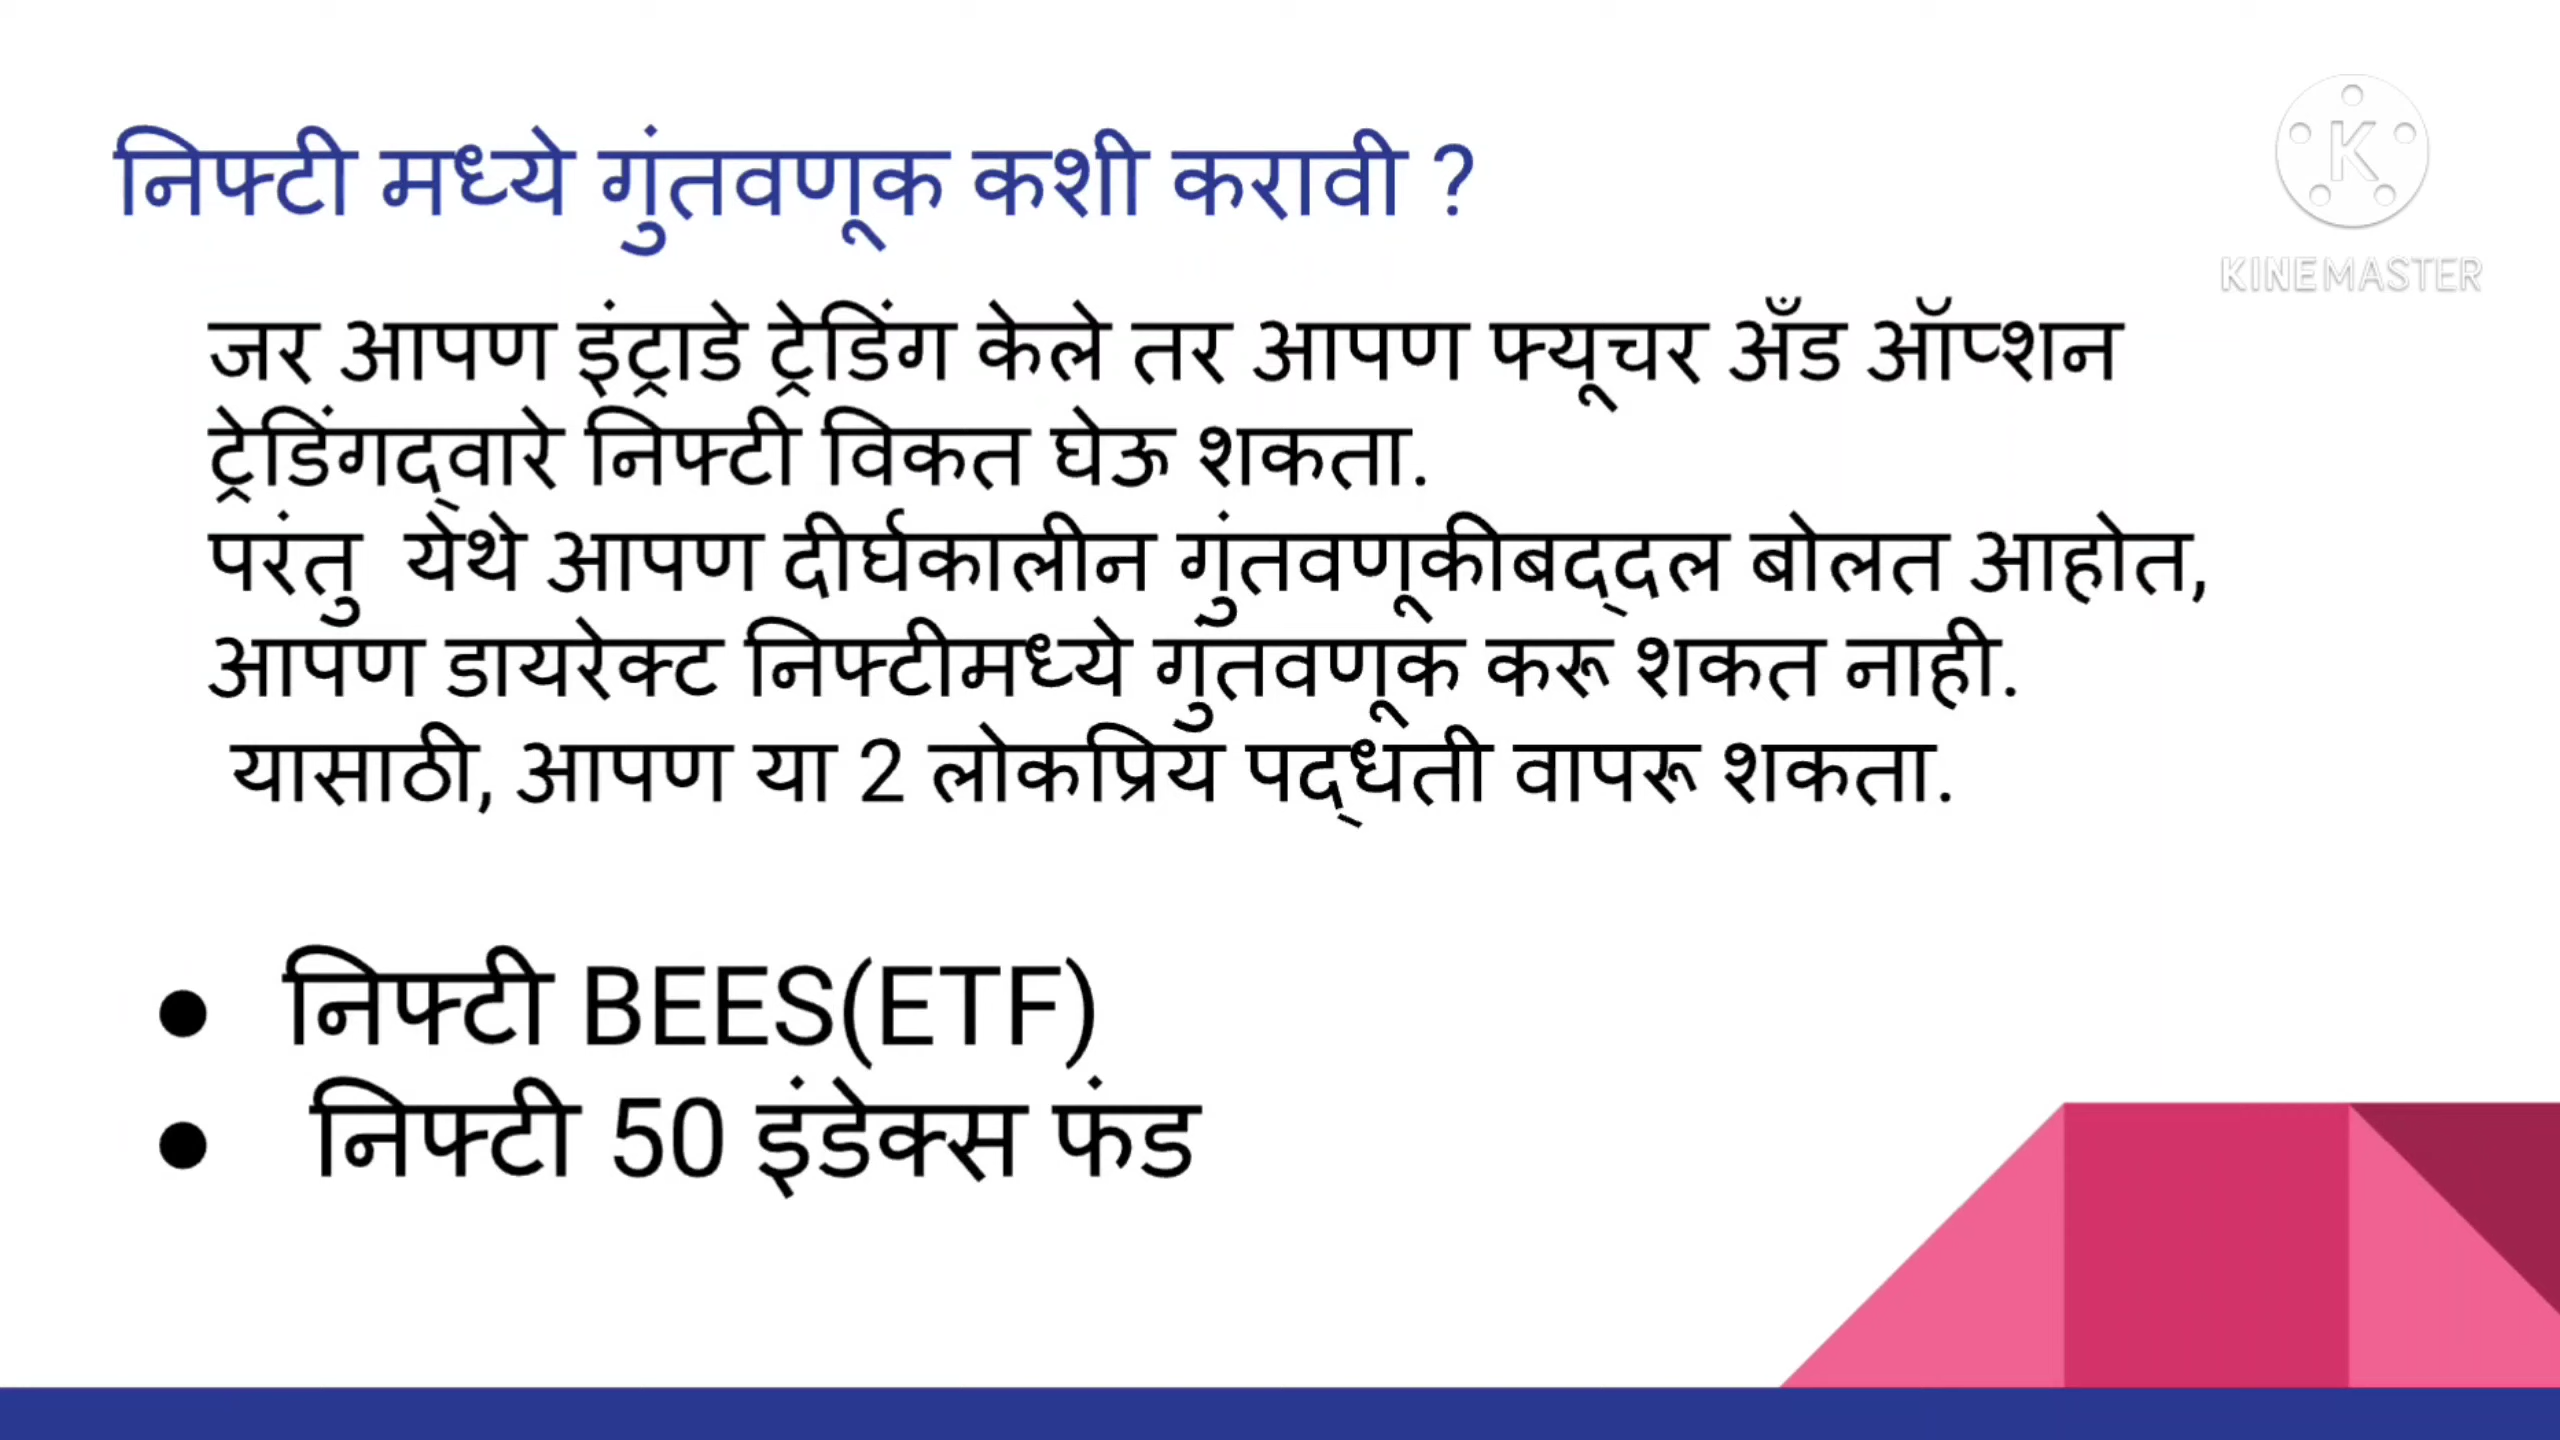 निफ्टी मध्ये गुंतवणूक कशी करावी ?
KINEMASTER
जर आपण इंट्राडे ट्रेडिंग केले तर आपण फ्यूचर अँड ऑप्शन
ट्रेडिंगद्वारे निफ्टी विकत घेऊ शकता.
परंतु येथे आपण दीर्घकालीन गुंतवणूकीबद्दल बोलत आहोत,
आपण डायरेक्ट निफ्टीमध्ये गुंतवणूक करू शकत नाही.
यासाठी, आपण या 2 लोकप्रिय पद्धती वापरू शकता.
● निफ्टी BEES(ETF)
● निफ्टी 50 इंडेक्स फंड